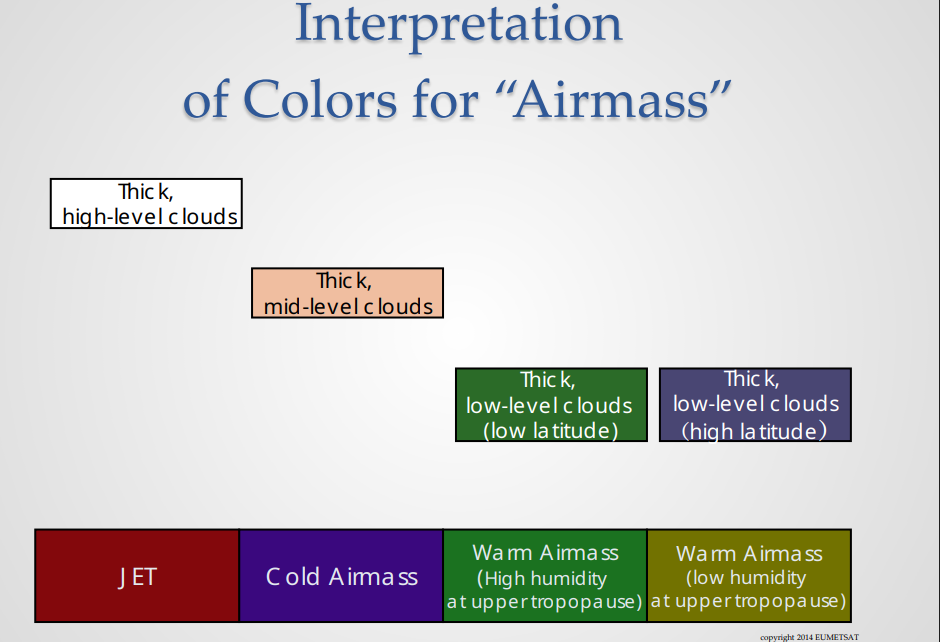 Interpretation
of Colors for “Airmass”
Thick,
high-level clouds
Thick,
mid-level clouds
Thick,
low-level clouds
(low latitude)
Thick,
low-level clouds
(high latitude)
JET
Cold Airmass
Warm Airmass
(High humidity
at upper tropopause)
Warm Airmass
(low humidity
at upper tropopause)
copyright 2014 EUMETSAT